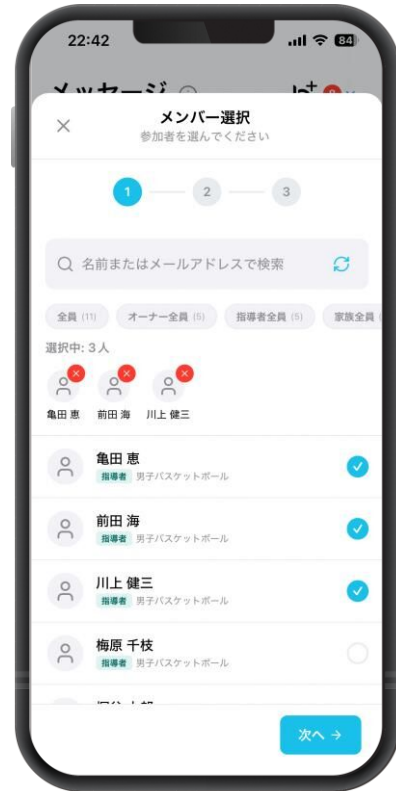 22:42
84
メッセージ
メンバー選択
参加者を選んでください
1
2
3
名前またはメールアドレスで検索
全員 (11) オーナー全員 (5) 指導者全員 (5) 家族全員
選択中: 3人
亀田 恵 前田 海 川上 健三
亀田 恵
指導者 男子バスケットボール
前田 海
指導者 男子バスケットボール
川上 健三
指導者 男子バスケットボール
梅原 千枝
指導者 男子バスケットボール
次へ →